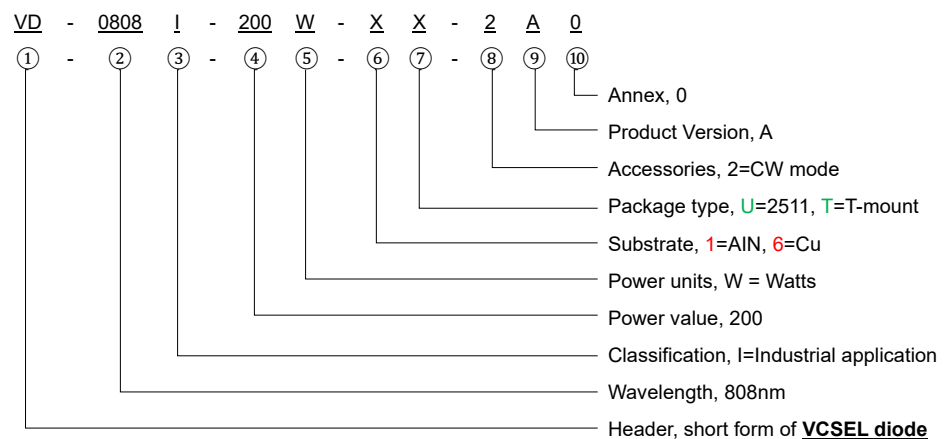 VD - 0808 I - 200 W - X X - 2 A 0
① - ② ③ - ④ ⑤ - ⑥ ⑦ - ⑧ ⑨ ⑩
Annex, 0
Product Version, A
Accessories, 2=CW mode
Package type, U=2511, T=T-mount
Substrate, 1=AlN, 6=Cu
Power units, W = Watts
Power value, 200
Classification, I=Industrial application
Wavelength, 808nm
Header, short form of VCSEL diode